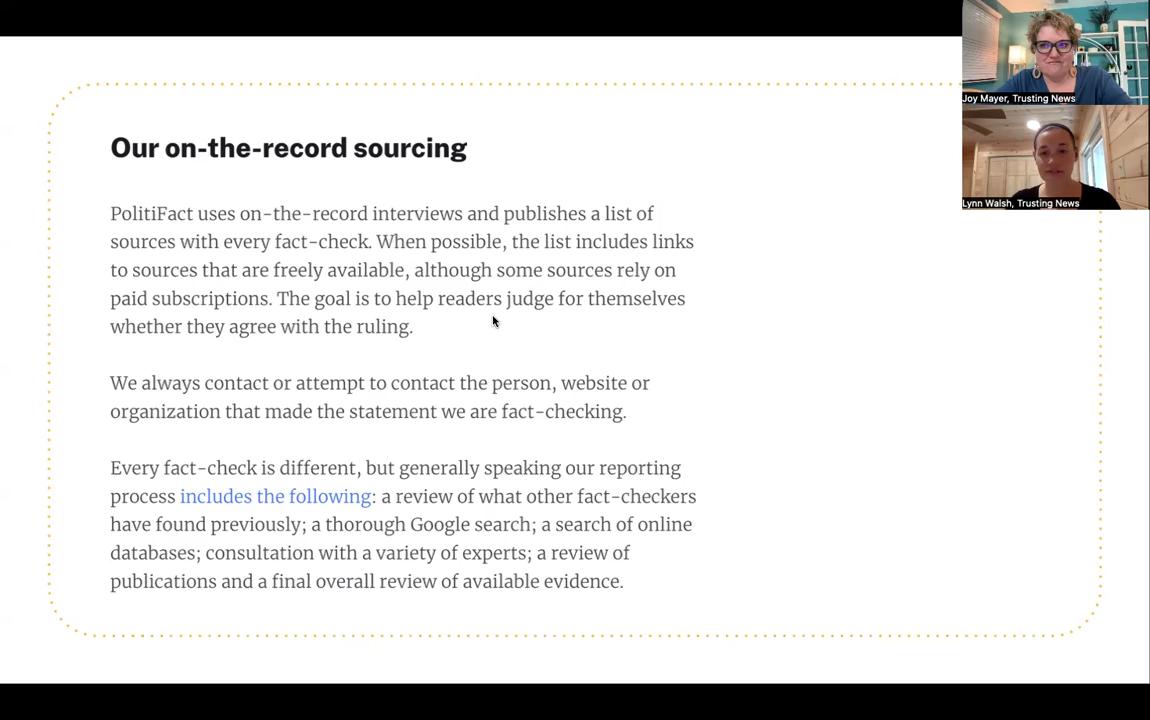 Joy Mayer, Trusting News
Lynn Walsh, Trusting News
Our on-the-record sourcing
PolitiFact uses on-the-record interviews and publishes a list of
sources with every fact-check. When possible, the list includes links
to sources that are freely available, although some sources rely on
paid subscriptions. The goal is to help readers judge for themselves
whether they agree with the ruling.
We always contact or attempt to contact the person, website or
organization that made the statement we are fact-checking.
Every fact-check is different, but generally speaking our reporting
process includes the following: a review of what other fact-checkers
have found previously; a thorough Google search; a search of online
databases; consultation with a variety of experts; a review of
publications and a final overall review of available evidence.